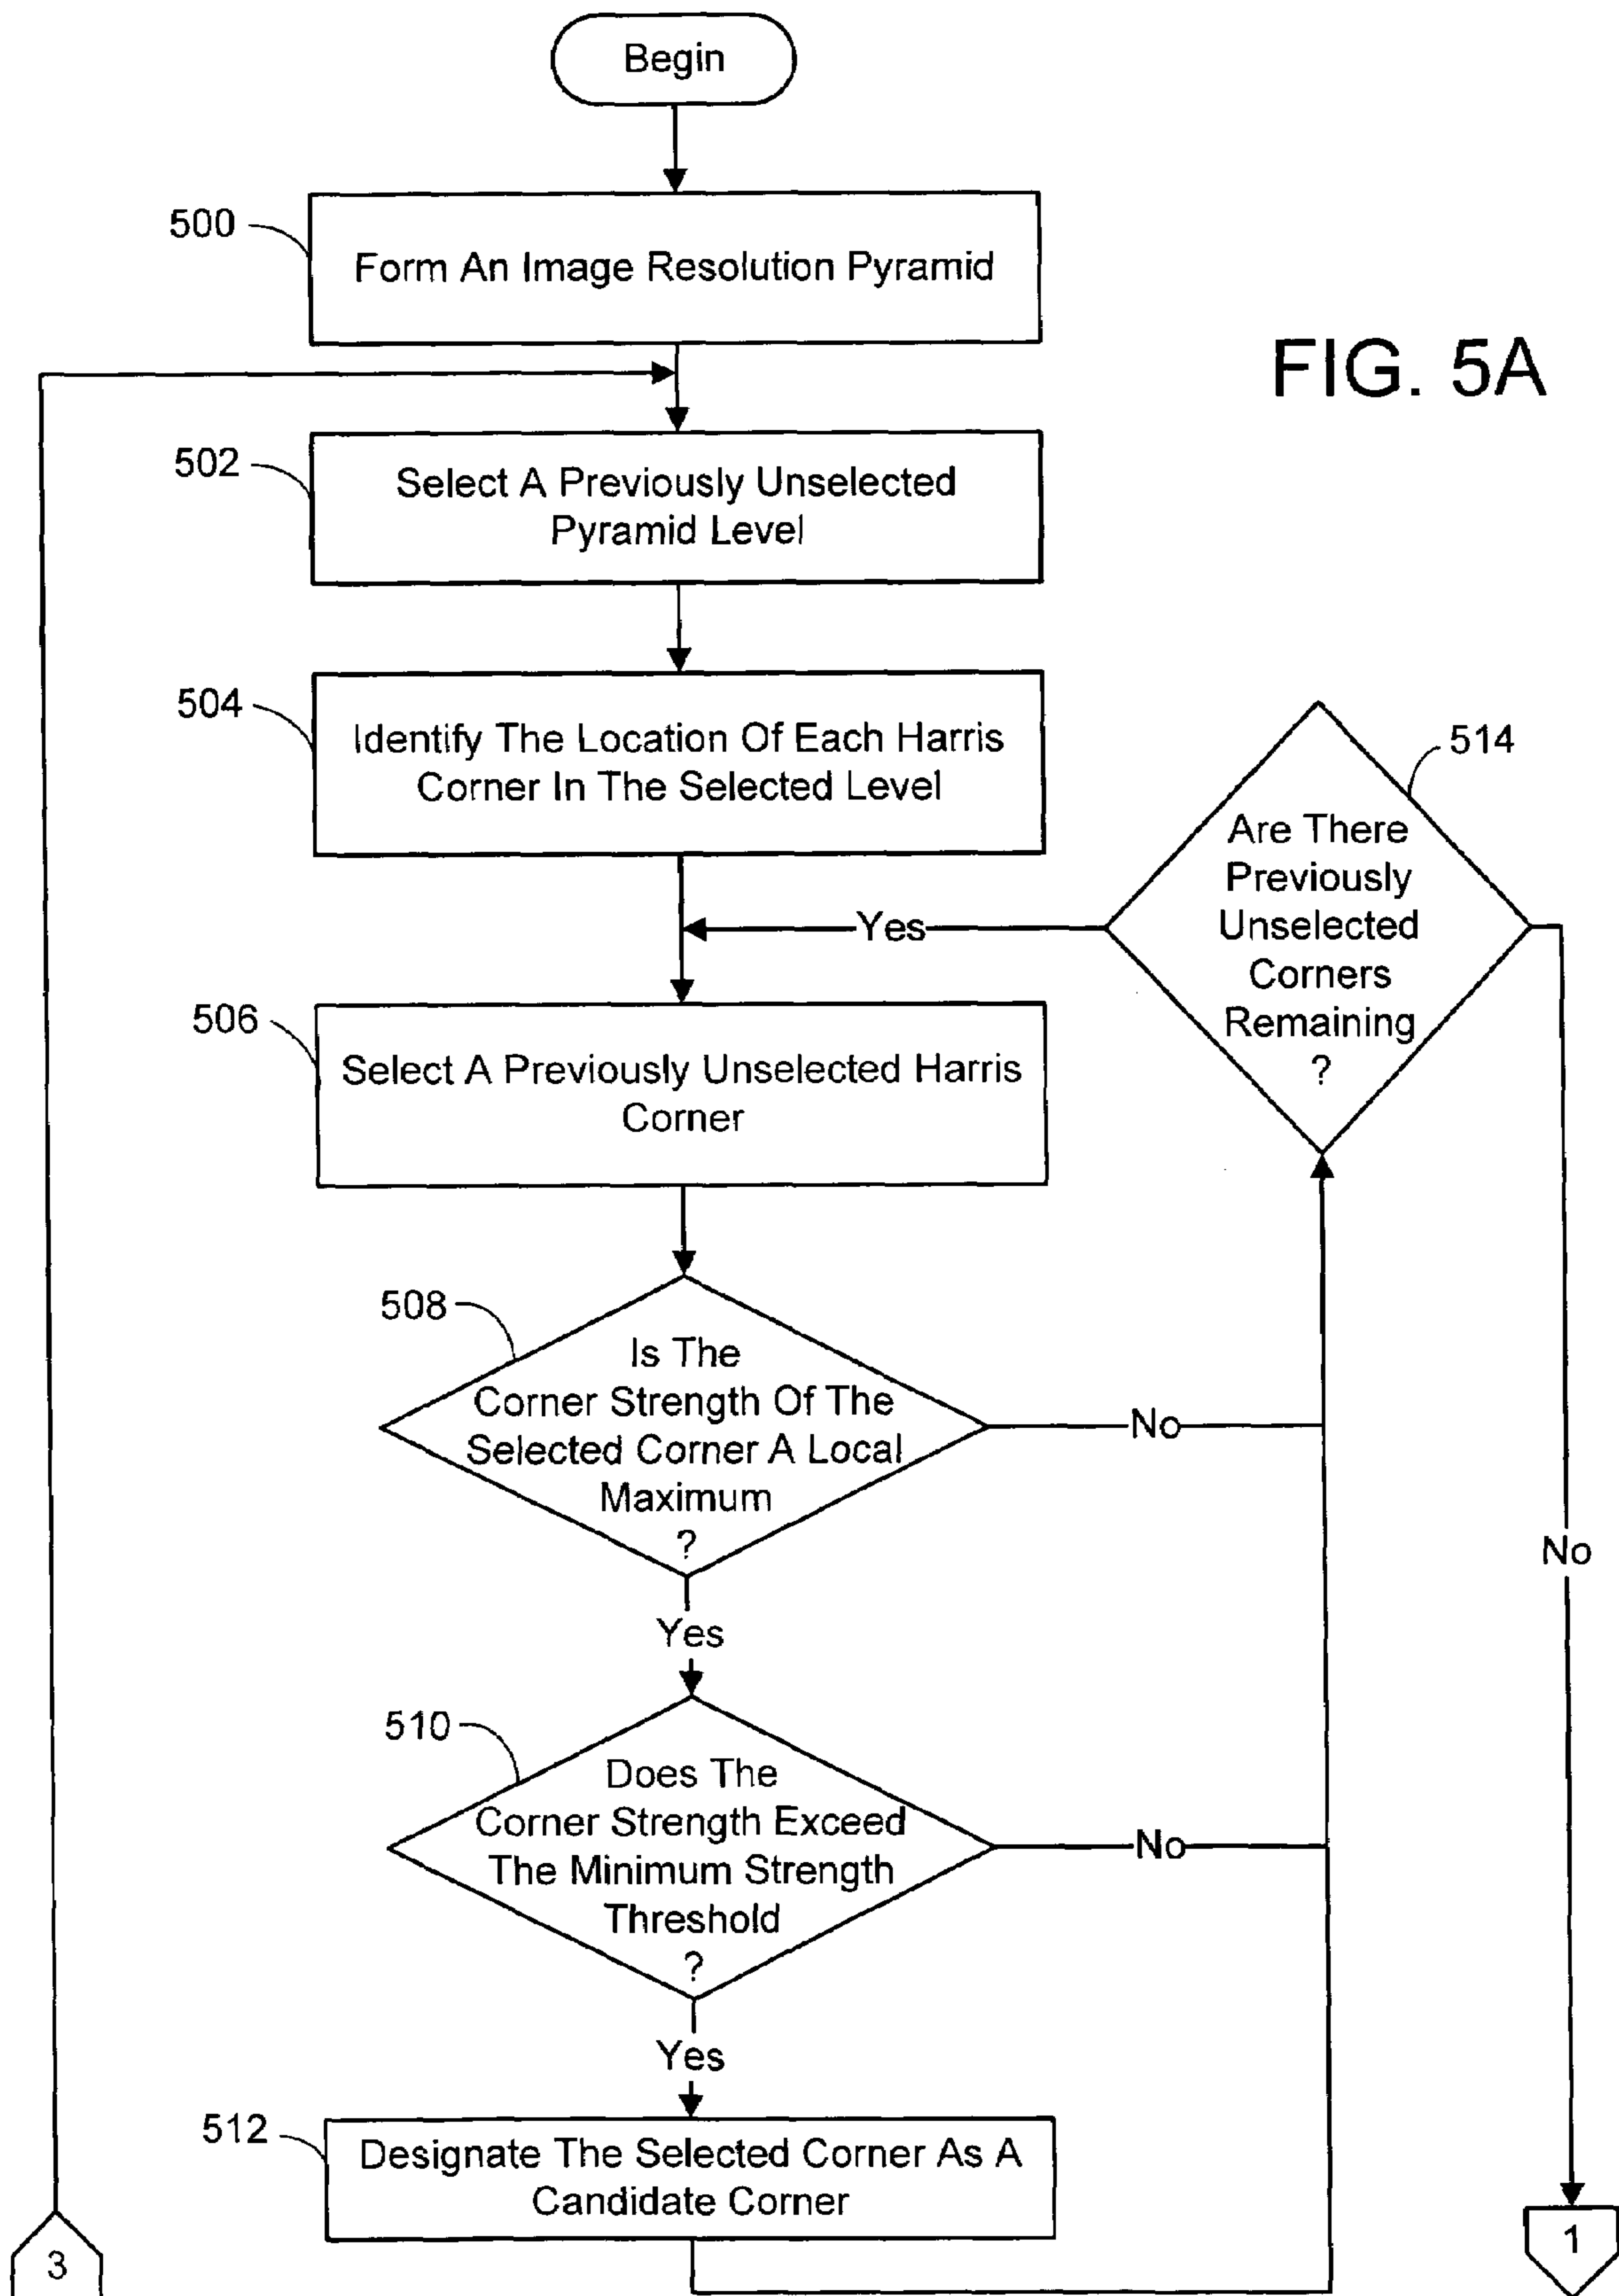 Begin
500
Form An Image Resolution Pyramid
FIG. 5A
502
Select A Previously Unselected
Pyramid Level
504
Identify The Location Of Each Harris
Corner In The Selected Level
514
Are There
Previously
Unselected
Corners
Remaining
?
Yes
506
Select A Previously Unselected Harris
Corner
508
Is The
Corner Strength Of The
Selected Corner A Local
Maximum
?
No
No
Yes
510
Does The
Corner Strength Exceed
The Minimum Strength
Threshold
?
No
Yes
512
Designate The Selected Corner As A
Candidate Corner
3
1